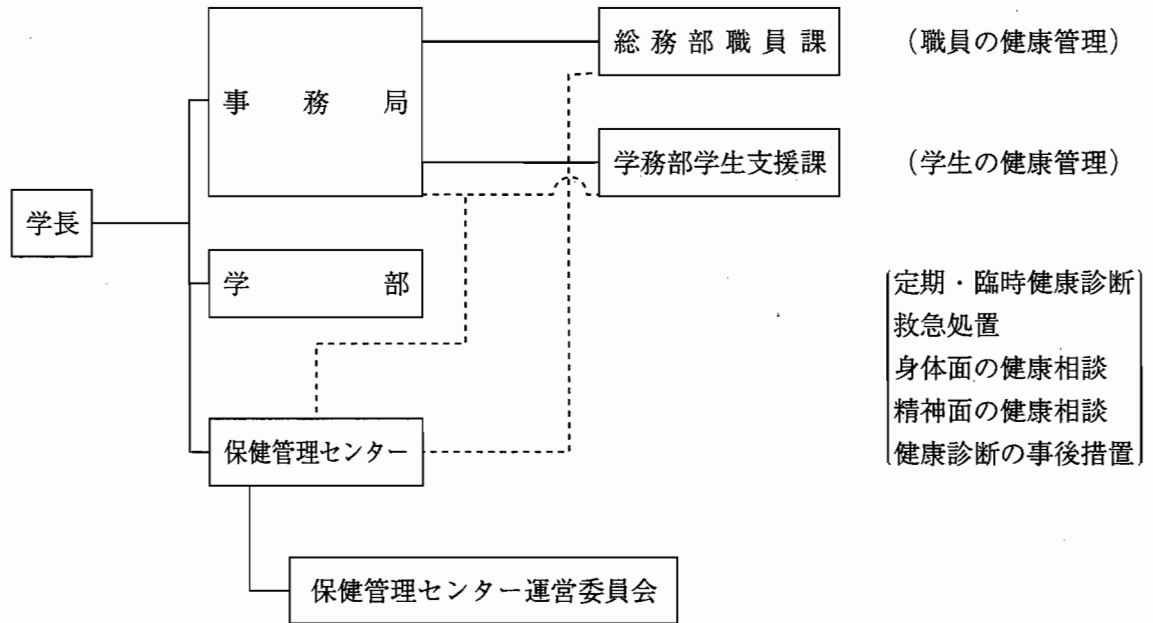 総務部職員課 (職員の健康管理)
事務局
学務部学生支援課 (学生の健康管理)
学長
学部
定期・臨時健康診断
救急処置
身体面の健康相談
精神面の健康相談
保健管理センター
健康診断の事後措置
保健管理センター運営委員会